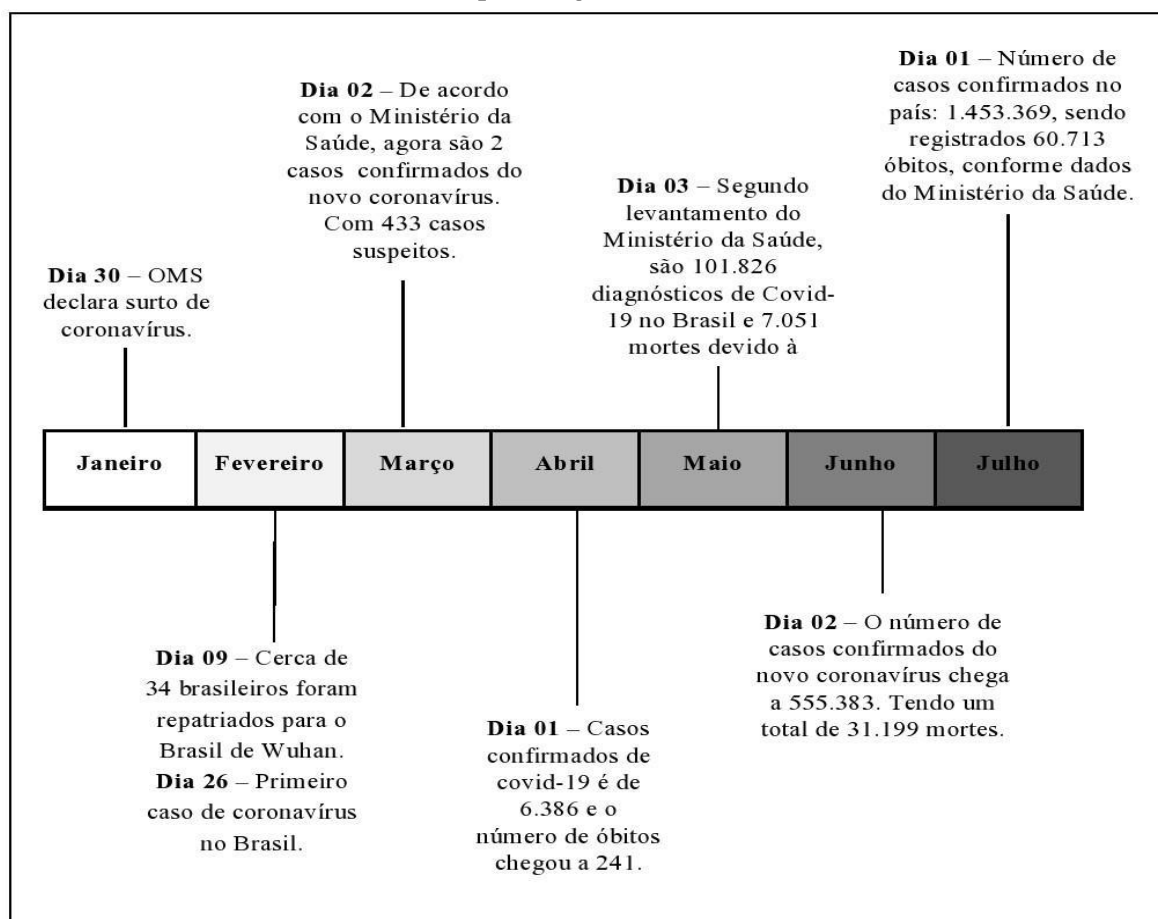 Dia 01 – Número de
casos confirmados no
país: 1.453.369, sendo
registrados 60.713
óbitos, conforme dados
do Ministério da Saúde.
Dia 02 – De acordo
com o Ministério da
Saúde, agora são 2
casos confirmados do
novo coronavírus.
Com 433 casos
suspeitos.
Dia 03 – Segundo
levantamento do
Ministério da Saúde,
são 101.826
diagnósticos de Covid-
19 no Brasil e 7.051
mortes devido à
Dia 30 – OMS
declara surto de
coronavírus.
Janeiro Fevereiro Março Abril Maio Junho Julho
Dia 09 – Cerca de
34 brasileiros foram
repatriados para o
Brasil de Wuhan.
Dia 26 – Primeiro
caso de coronavírus
no Brasil.
Dia 01 – Casos
confirmados de
covid-19 é de
6.386 e o
número de óbitos
chegou a 241.
Dia 02 – O número de
casos confirmados do
novo coronavírus chega
a 555.383. Tendo um
total de 31.199 mortes.